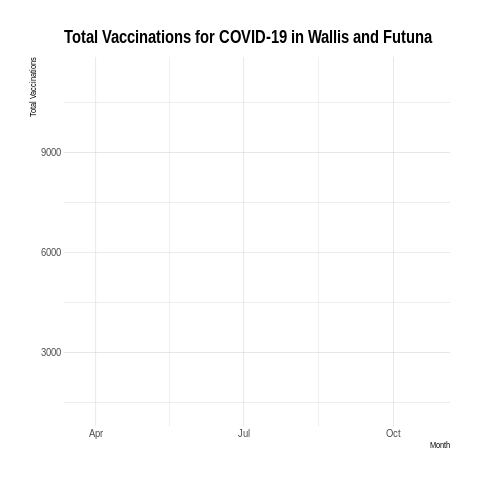 Total Vaccinations for COVID-19 in Wallis and Futuna
Total Vaccinations
9000
6000
3000
Apr Jul Oct
Month